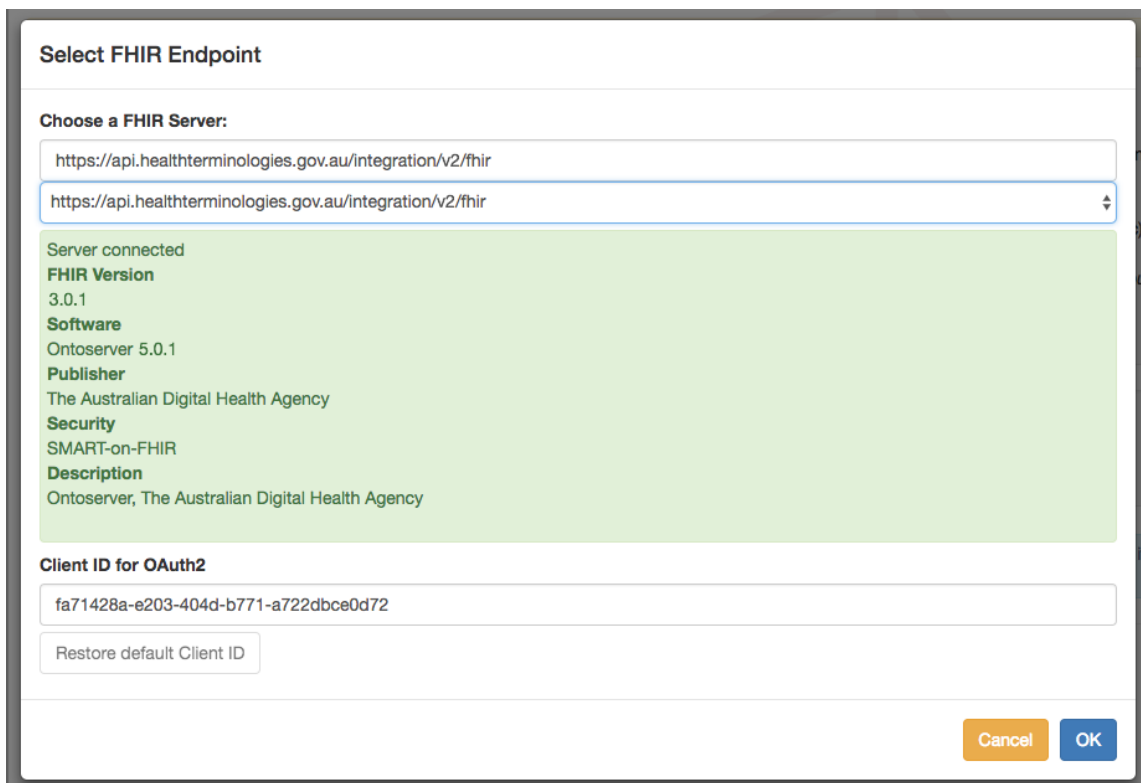 Select FHIR Endpoint
Choose a FHIR Server:
https://api.healthterminologies.gov.au/integration/v2/fhir
https://api.healthterminologies.gov.au/integration/v2/fhir
Server connected
FHIR Version
3.0.1
Software
Ontoserver 5.0.1
Publisher
The Australian Digital Health Agency
Security
SMART-on-FHIR
Description
Ontoserver, The Australian Digital Health Agency
Client ID for OAuth2
fa71428a-e203-404d-b771-a722dbce0d72
Restore default Client ID
Cancel OK